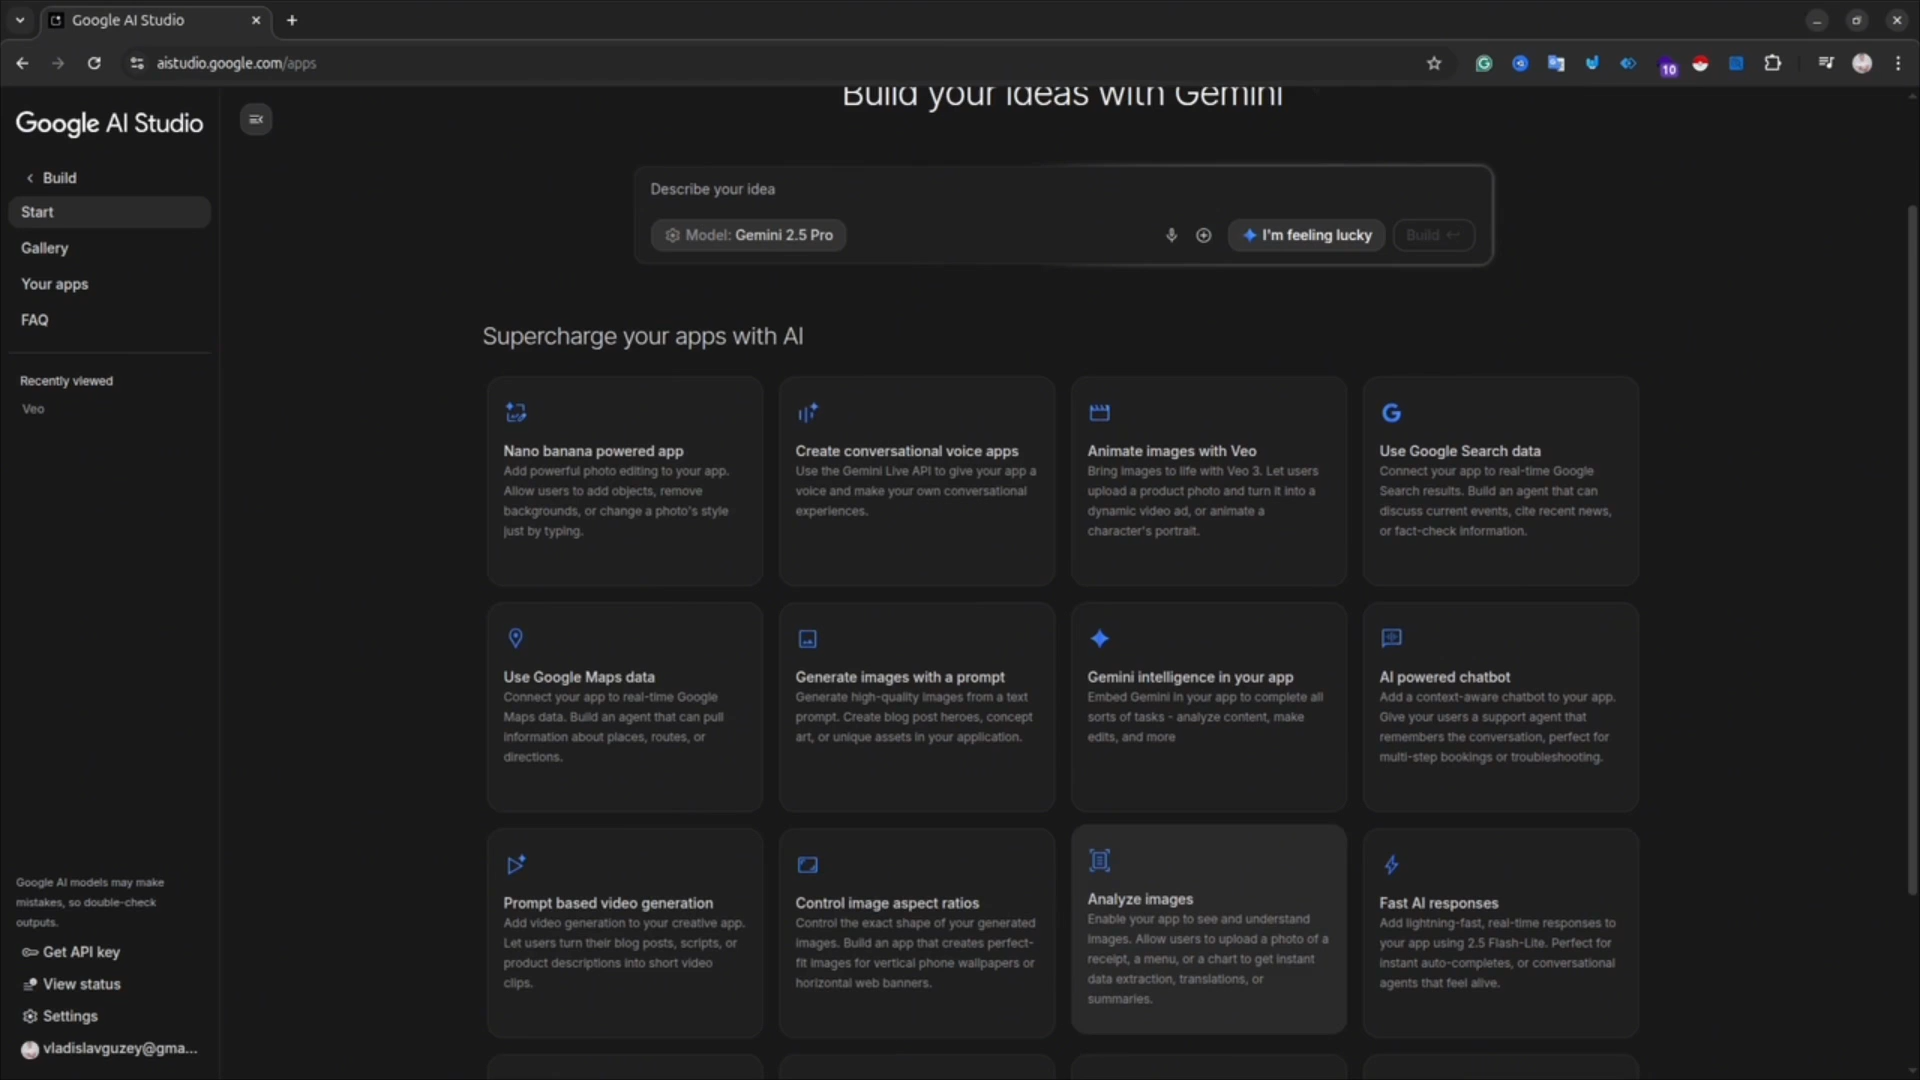 Google AI Studio
aistudio.google.com/apps
10
Google AI Studio
Build
Start
Gallery
Your apps
FAQ
Recently viewed
Veo
Google AI models may make
mistakes, so double-check
outputs.
Get API key
View status
Settings
vladislavguzey@gma...
Build your ideas with Gemini
Describe your idea
Model: Gemini 2.5 Pro
I'm feeling lucky
Build
Supercharge your apps with AI
Nano banana powered app
Add powerful photo editing to your app.
Allow users to add objects, remove
backgrounds, or change a photo's style
just by typing.
Create conversational voice apps
Use the Gemini Live API to give your app a
voice and make your own conversational
experiences.
Animate images with Veo
Bring images to life with Veo 3. Let users
upload a product photo and turn it into a
dynamic video ad, or animate a
character's portrait.
Use Google Search data
Connect your app to real-time Google
Search results. Build an agent that can
discuss current events, cite recent news,
or fact-check information.
Use Google Maps data
Connect your app to real-time Google
Maps data. Build an agent that can pull
information about places, routes, or
directions.
Generate images with a prompt
Generate high-quality images from a text
prompt. Create blog post heroes, concept
art, or unique assets in your application.
Gemini intelligence in your app
Embed Gemini in your app to complete all
sorts of tasks - analyze content, make
edits, and more
AI powered chatbot
Add a context-aware chatbot to your app.
Give your users a support agent that
remembers the conversation, perfect for
multi-step bookings or troubleshooting.
Prompt based video generation
Add video generation to your creative app.
Let users turn their blog posts, scripts, or
product descriptions into short video
clips.
Control image aspect ratios
Control the exact shape of your generated
images. Build an app that creates perfect-
fit images for vertical phone wallpapers or
horizontal web banners.
Analyze images
Enable your app to see and understand
images. Allow users to upload a photo of a
receipt, a menu, or a chart to get instant
data extraction, translations, or
summaries.
Fast AI responses
Add lightning-fast, real-time responses to
your app using 2.5 Flash-Lite. Perfect for
instant auto-completes, or conversational
agents that feel alive.